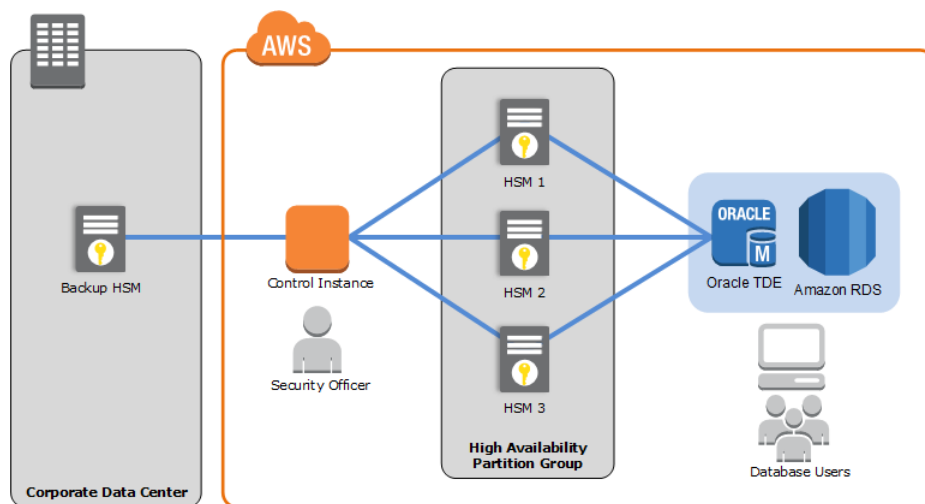 AWS
HSM 1
ORACLE
M
Backup HSM
Control Instance
HSM 2
Oracle TDE
Amazon RDS
Security Officer
HSM 3
High Availability
Partition Group
Database Users
Corporate Data Center